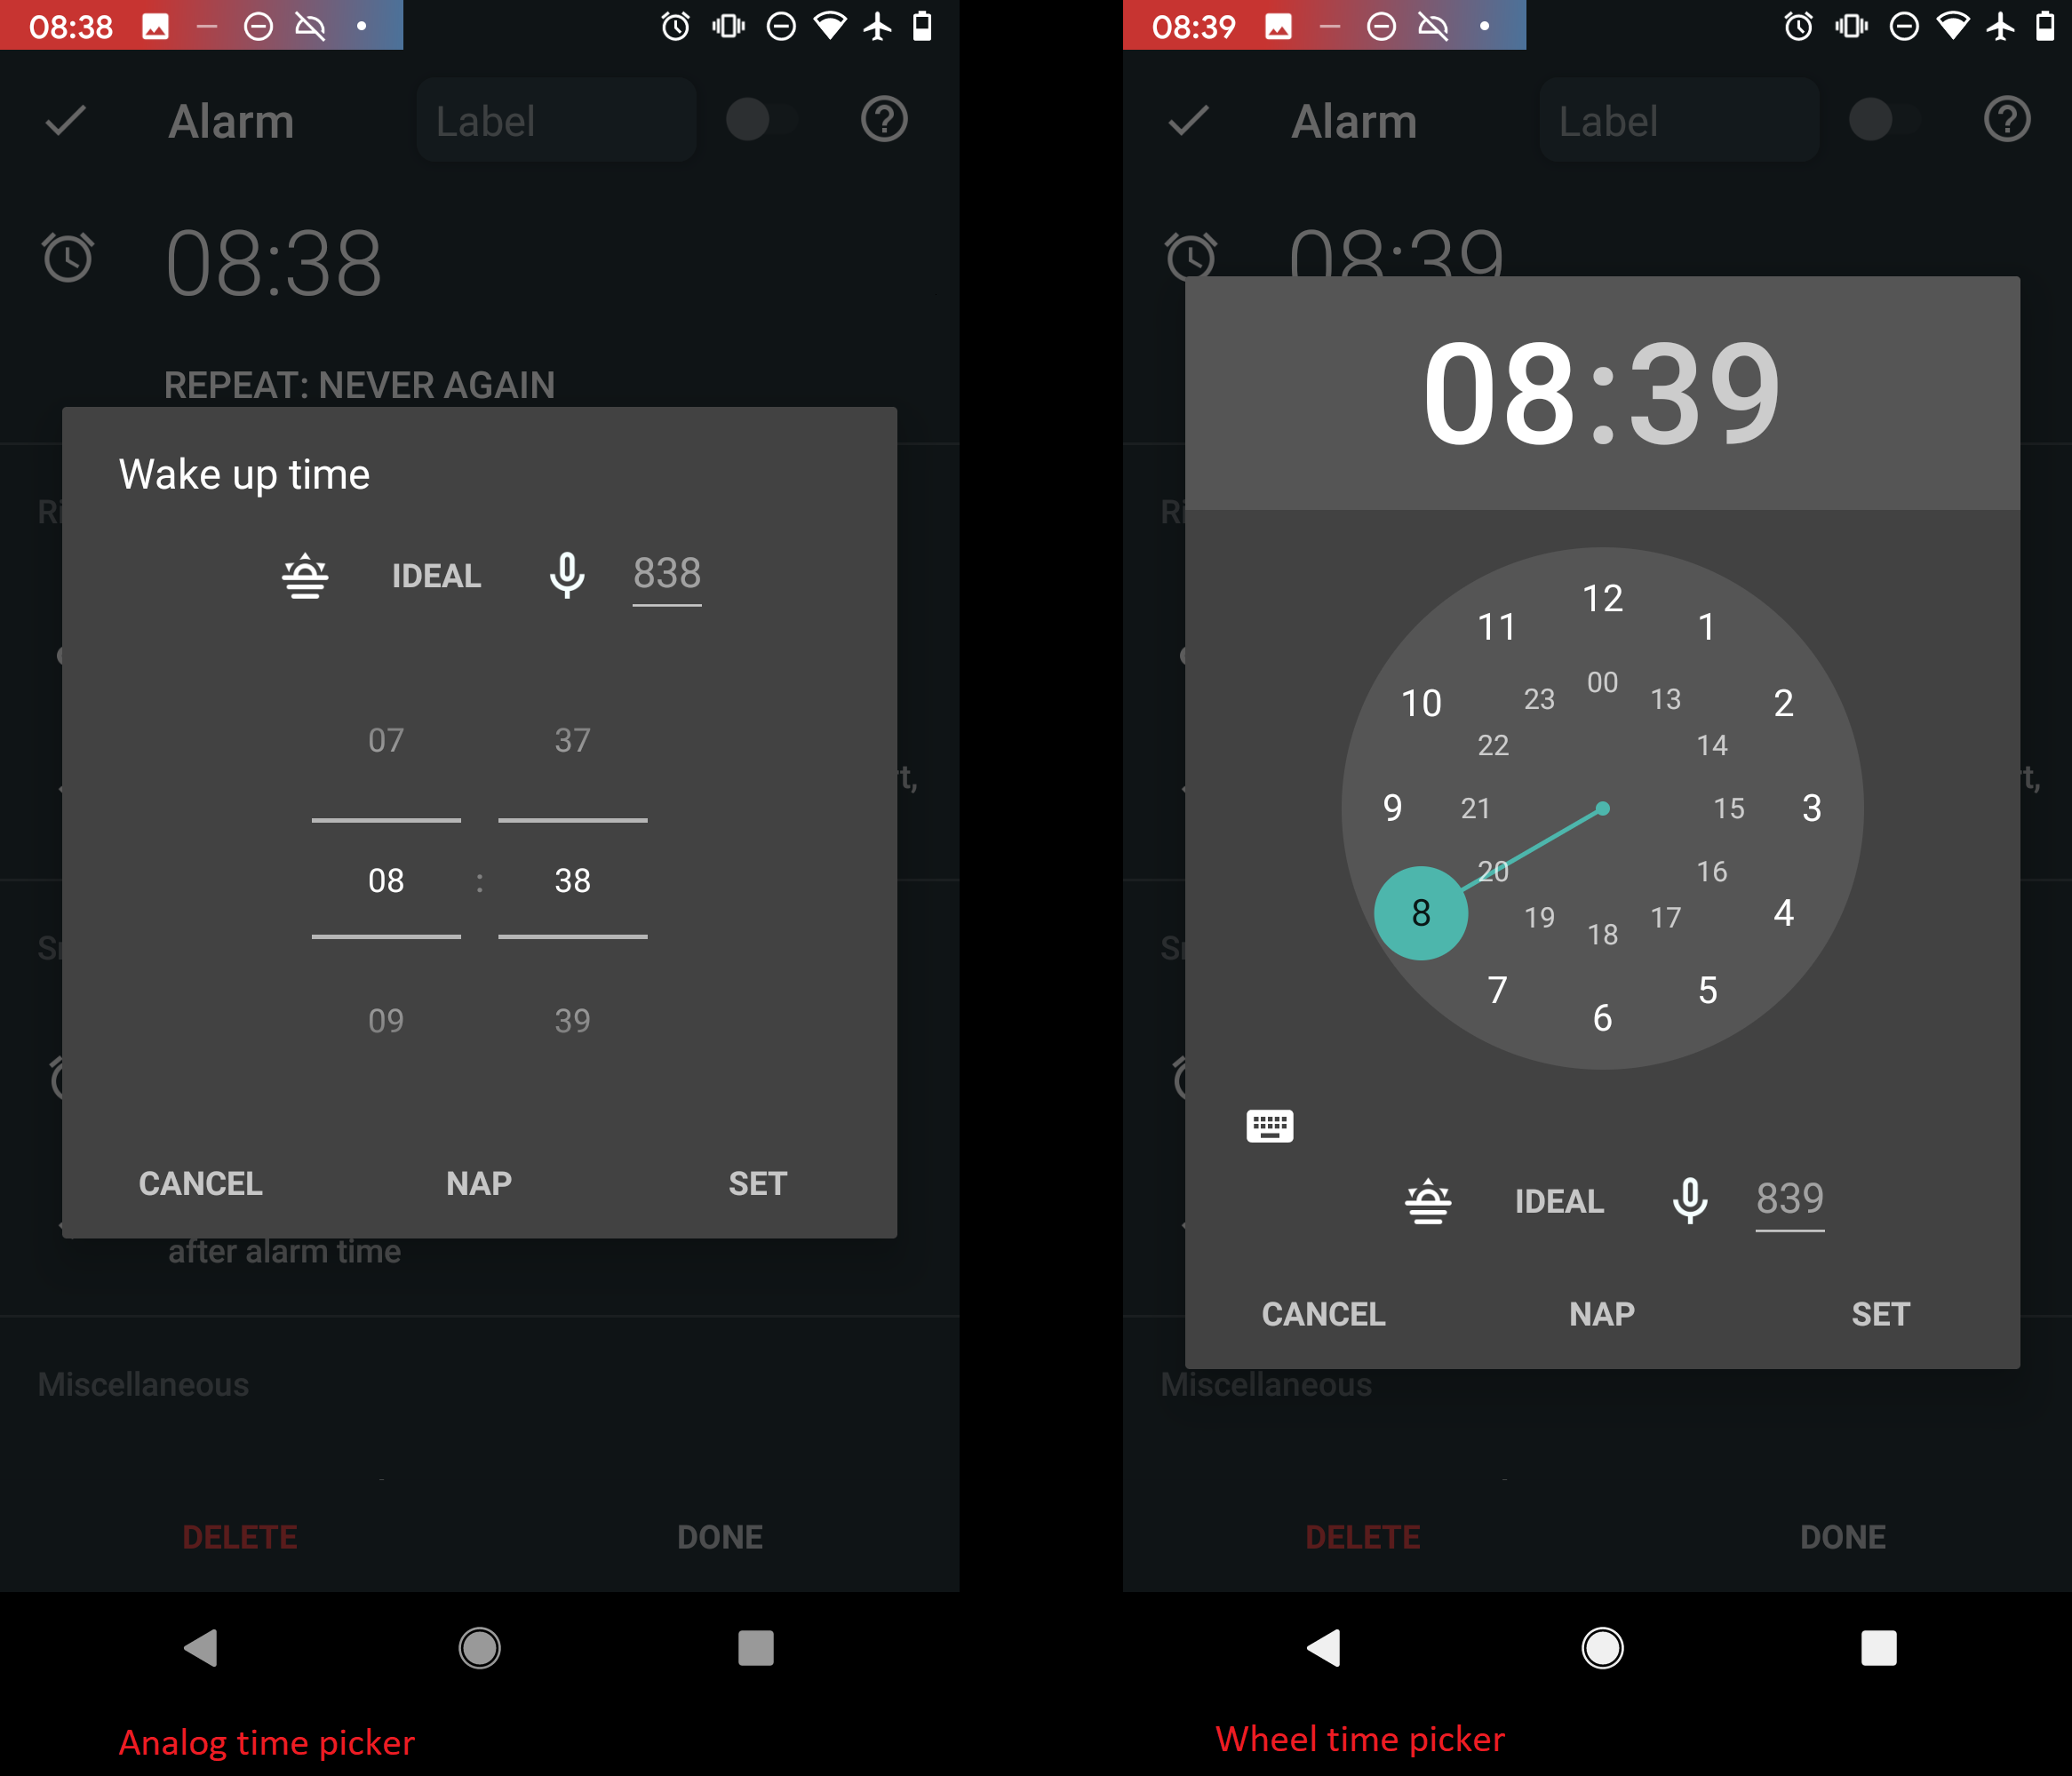 08:38
Alarm Label
08:38
REPEAT: NEVER AGAIN
Wake up time
IDEAL 838
07 37
08 : 38
09 39
CANCEL NAP SET
after alarm time
Miscellaneous
DELETE DONE
Analog time picker
08:39
Alarm Label
08:39
08:39
12
11 1
10 2
00
23 13
22 14
9 21 15 3
20 16
8 4
19 17
18
7 5
6
IDEAL 839
CANCEL NAP SET
Miscellaneous
DELETE DONE
Wheel time picker